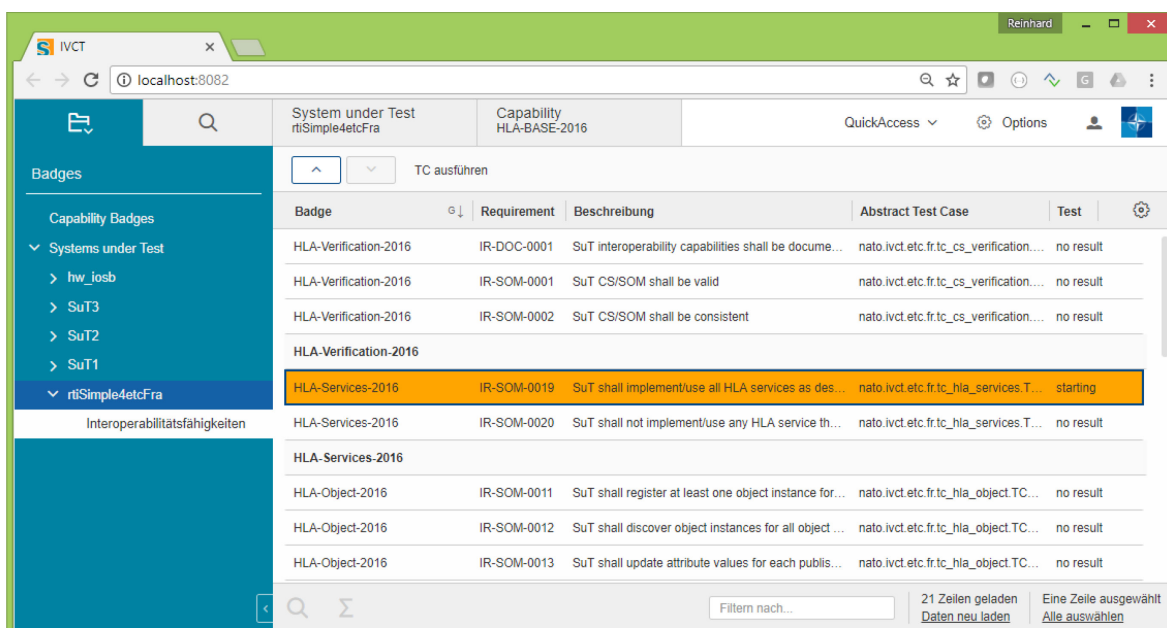 Reinhard
IVCT
localhost:8082
System under Test
rtiSimple4etcFra
Capability
HLA-BASE-2016
QuickAccess
Options
Badges
TC ausführen
Capability Badges
Systems under Test
hw_iosb
SuT3
SuT2
SuT1
rtiSimple4etcFra
Interoperabilitätsfähigkeiten
Badge Requirement Beschreibung Abstract Test Case Test
HLA-Verification-2016 IR-DOC-0001 SuT interoperability capabilities shall be docume... nato.ivct.etc.fr.tc_cs_verification.... no result
HLA-Verification-2016 IR-SOM-0001 SuT CS/SOM shall be valid nato.ivct.etc.fr.tc_cs_verification.... no result
HLA-Verification-2016 IR-SOM-0002 SuT CS/SOM shall be consistent nato.ivct.etc.fr.tc_cs_verification.... no result
HLA-Verification-2016
HLA-Services-2016 IR-SOM-0019 SuT shall implement/use all HLA services as des... nato.ivct.etc.fr.tc_hla_services.T... starting
HLA-Services-2016 IR-SOM-0020 SuT shall not implement/use any HLA service th... nato.ivct.etc.fr.tc_hla_services.T... no result
HLA-Services-2016
HLA-Object-2016 IR-SOM-0011 SuT shall register at least one object instance for... nato.ivct.etc.fr.tc_hla_object.TC... no result
HLA-Object-2016 IR-SOM-0012 SuT shall discover object instances for all object ... nato.ivct.etc.fr.tc_hla_object.TC... no result
HLA-Object-2016 IR-SOM-0013 SuT shall update attribute values for each publis... nato.ivct.etc.fr.tc_hla_object.TC... no result
Filtern nach...
21 Zeilen geladen
Daten neu laden
Eine Zeile ausgewählt
Alle auswählen